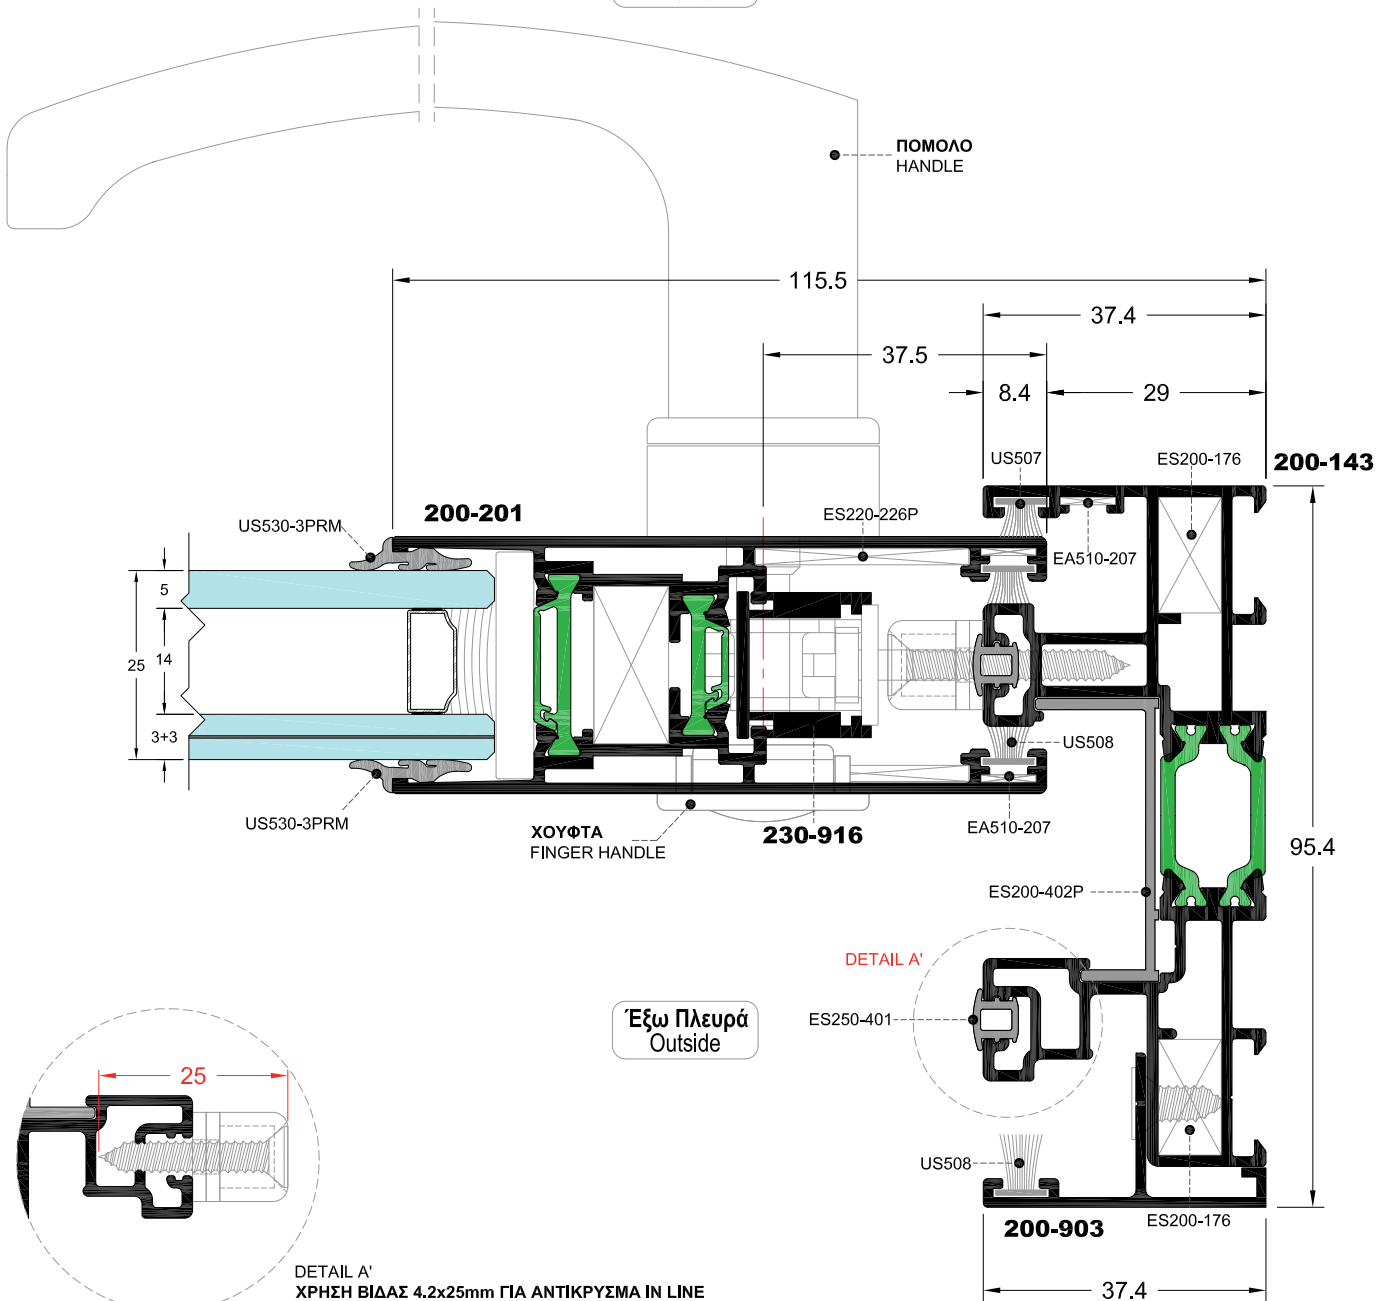 ΠΟΜΟΛΟ
HANDLE
115.5
37.4
37.5
8.4
29
US507
ES200-176
200-143
200-201
ES220-226P
US530-3PRM
EA510-207
5
25
14
3+3
US508
US530-3PRM
ΧΟΥΦΤΑ
FINGER HANDLE
230-916
EA510-207
95.4
ES200-402P
DETAIL A'
Έξω Πλευρά
Outside
ES250-401
25
US508
200-903
ES200-176
DETAIL A'
ΧΡΗΣΗ ΒΙΔΑΣ 4.2x25mm ΓΙΑ ΑΝΤΙΚΡΥΣΜΑ IN LINE
37.4